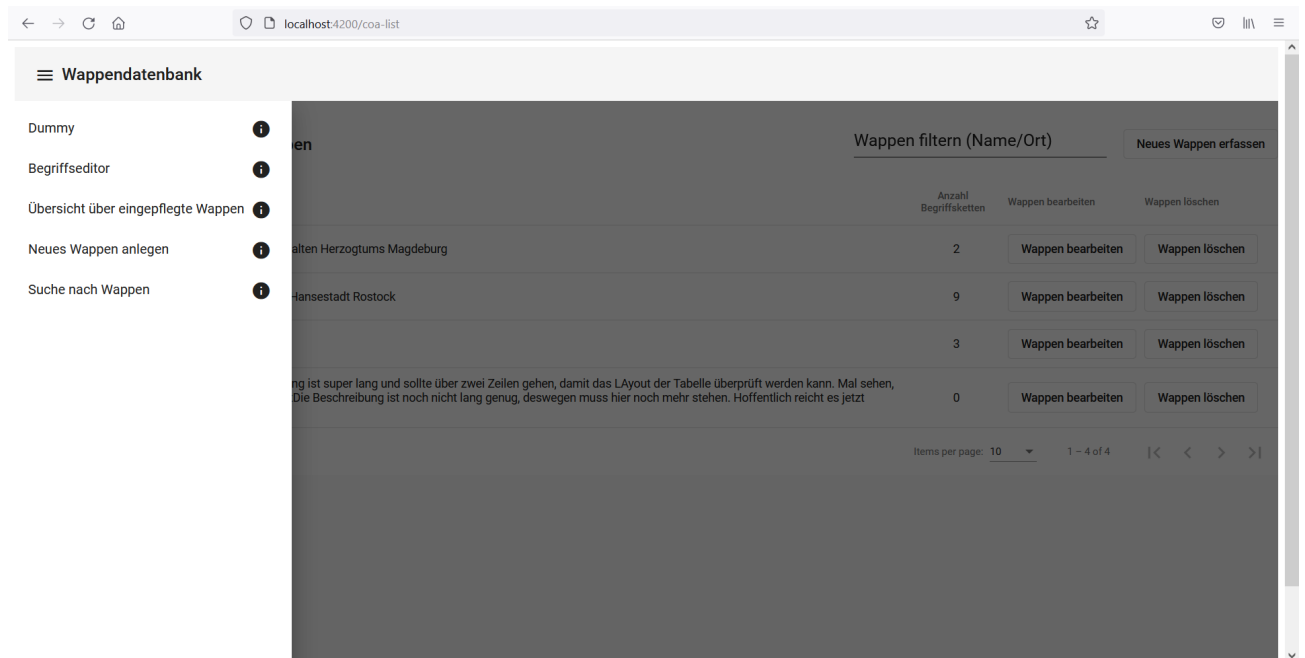 localhost:4200/coa-list
Wappendatenbank
Dummy
Begriffseditor
Übersicht über eingepflegte Wappen
Neues Wappen anlegen
Suche nach Wappen
en
Wappen filtern (Name/Ort)
Neues Wappen erfassen
Anzahl
Begriffsketten
Wappen bearbeiten
Wappen löschen
alten Herzogtums Magdeburg
2
Wappen bearbeiten
Wappen löschen
Hansestadt Rostock
9
Wappen bearbeiten
Wappen löschen
3
Wappen bearbeiten
Wappen löschen
ng ist super lang und sollte über zwei Zeilen gehen, damit das LAyout der Tabelle überprüft werden kann. Mal sehen,
.Die Beschreibung ist noch nicht lang genug, deswegen muss hier noch mehr stehen. Hoffentlich reicht es jetzt
0
Wappen bearbeiten
Wappen löschen
Items per page: 10
1 – 4 of 4